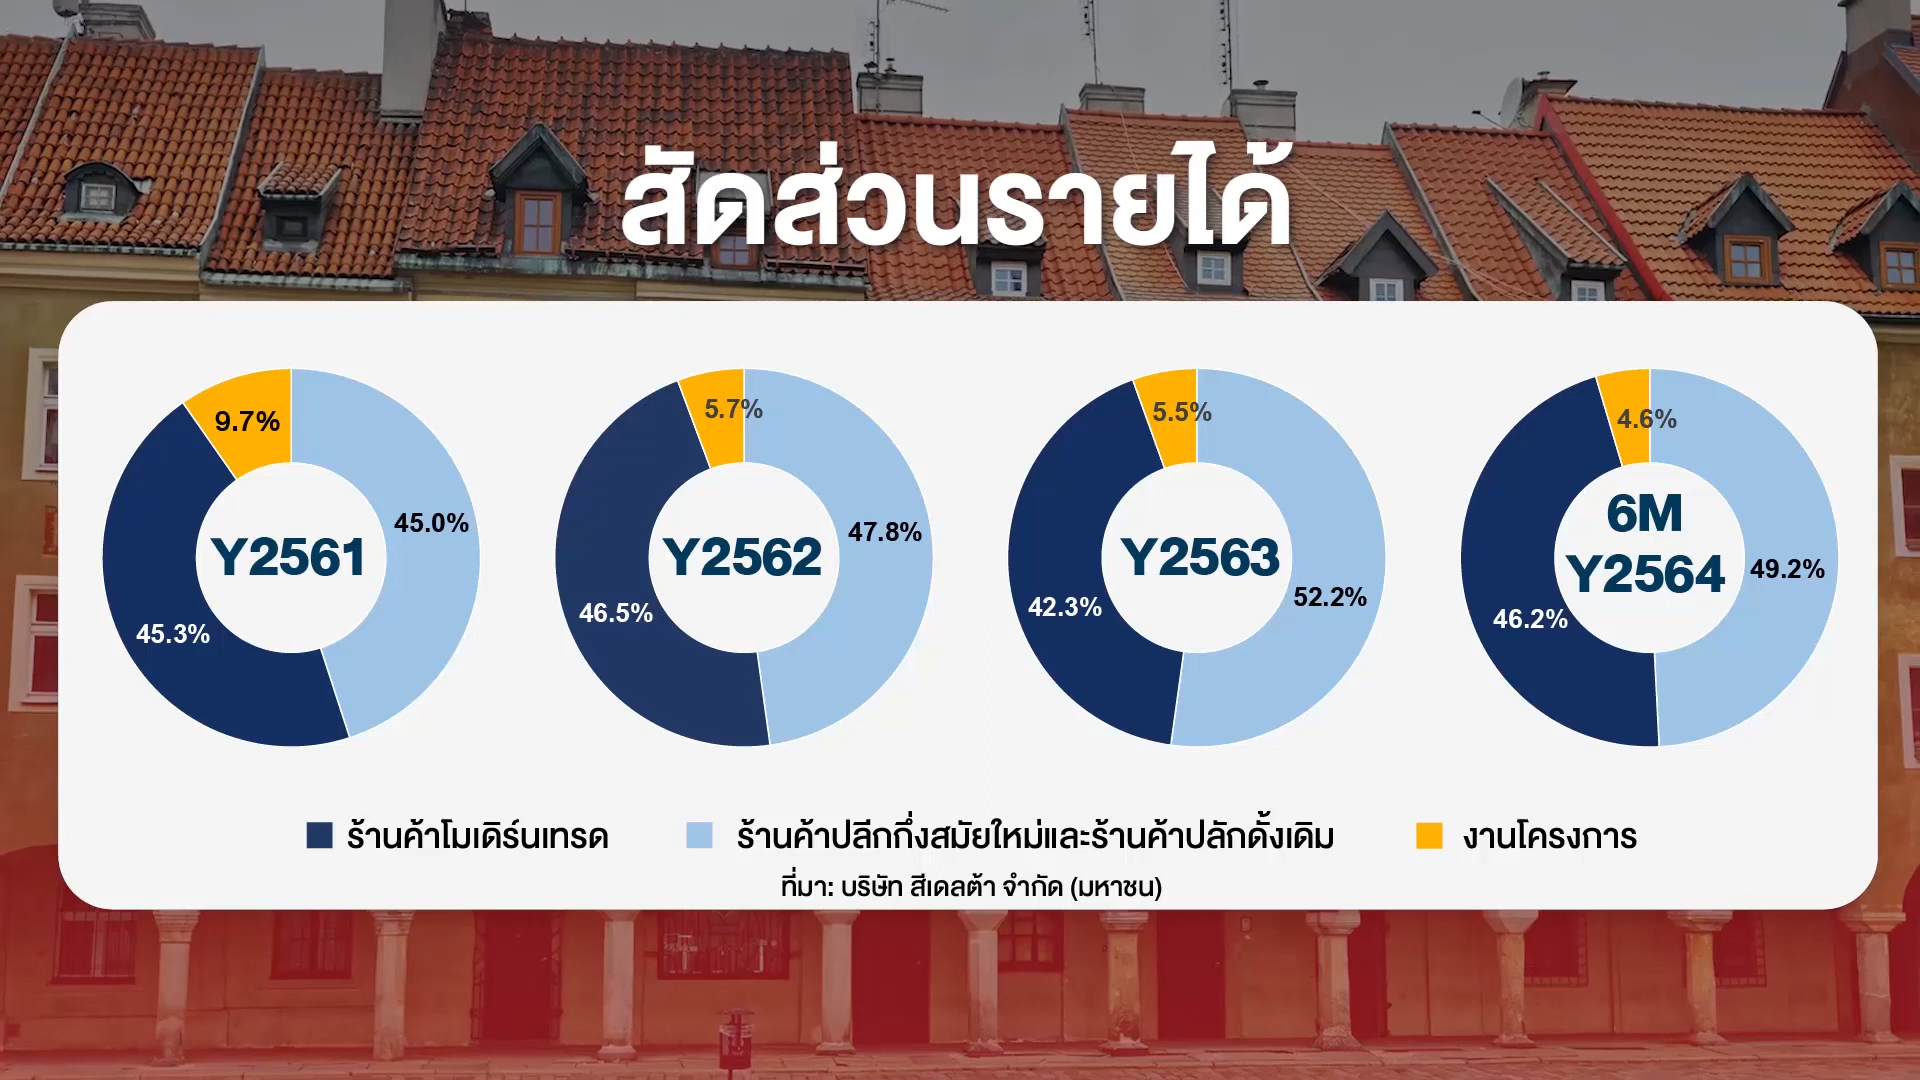 สัดส่วนรายได้
9.7%
45.0%
Y2561
45.3%
5.7%
47.8%
Y2562
46.5%
5.5%
Y2563
52.2%
42.3%
4.6%
6M
Y2564
49.2%
46.2%
ร้านค้าโมเดิร์นเทรด
ร้านค้าปลีกกึ่งสมัยใหม่และร้านค้าปลักดั้งเดิม
งานโครงการ
ที่มา: บริษัท สีเดลต้า จำกัด (มหาชน)